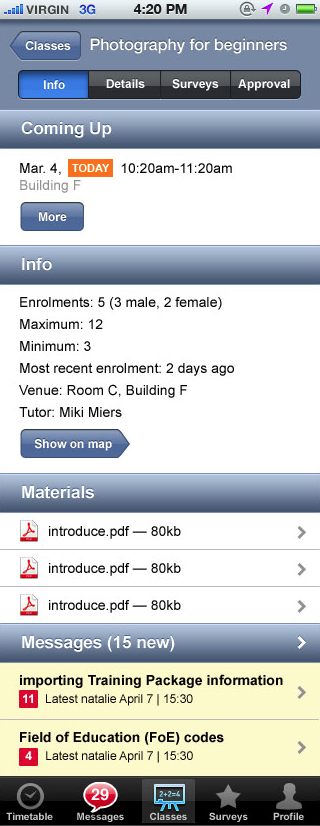 VIRGIN 3G 4:20 PM
Classes Photography for beginners
Info Details Surveys Approval
Coming Up
Mar. 4, TODAY 10:20am-11:20am
Building F
More
Info
Enrolments: 5 (3 male, 2 female)
Maximum: 12
Minimum: 3
Most recent enrolment: 2 days ago
Venue: Room C, Building F
Tutor: Miki Miers
Show on map
Materials
introduce.pdf — 80kb
introduce.pdf — 80kb
introduce.pdf — 80kb
Messages (15 new)
importing Training Package information
11 Latest natalie April 7 | 15:30
Field of Education (FoE) codes
4 Latest natalie April 7 | 15:30
29 2+2=4
Timetable Messages Classes Surveys Profile